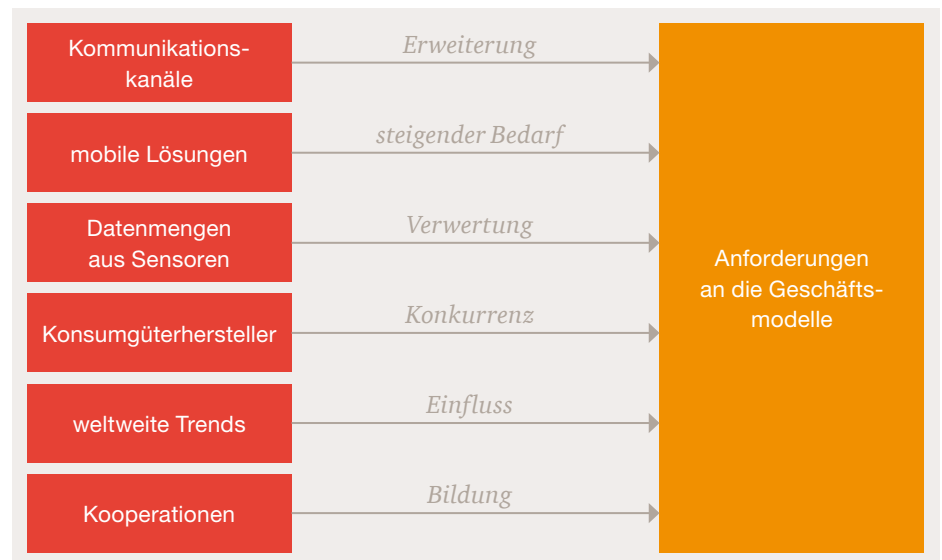 Kommunikations-
kanäle
Erweiterung
mobile Lösungen
steigender Bedarf
Datenmengen
aus Sensoren
Verwertung
Konsumgüterhersteller
Konkurrenz
weltweite Trends
Einfluss
Kooperationen
Bildung
Anforderungen
an die Geschäfts-
modelle